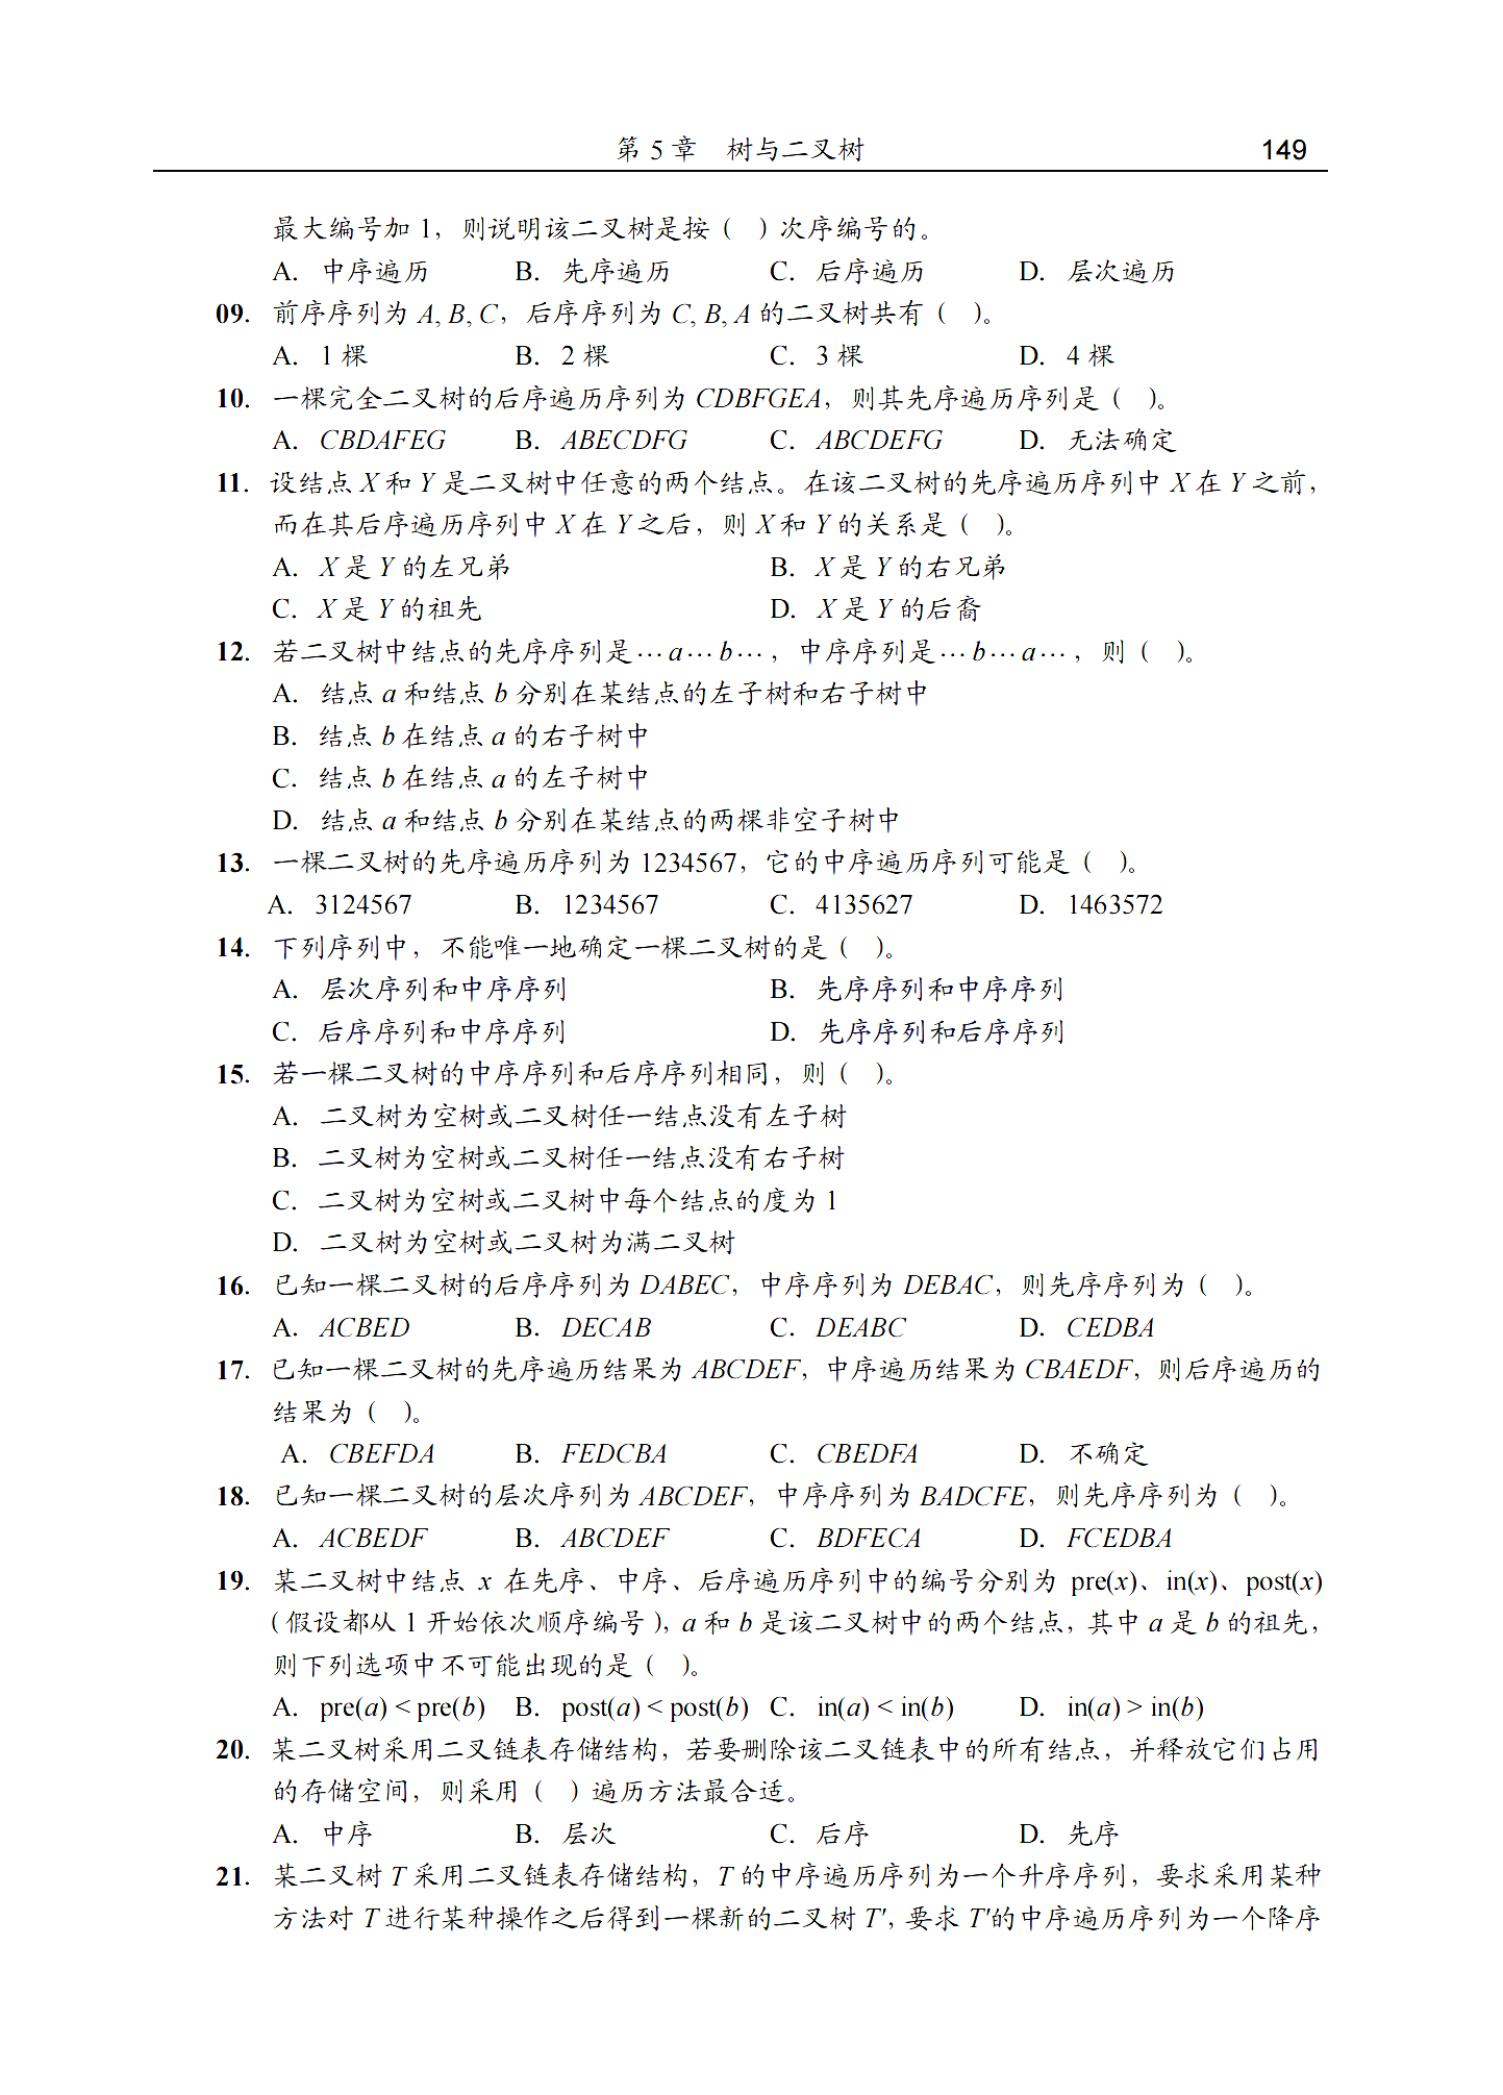 第 5 章 树与二叉树 149
最大编号加 1，则说明该二叉树是按（ ）次序编号的。
A. 中序遍历 B. 先序遍历 C. 后序遍历 D. 层次遍历
09. 前序序列为 A, B, C，后序序列为 C, B, A 的二叉树共有（ ）。
A. 1 棵 B. 2 棵 C. 3 棵 D. 4 棵
10. 一棵完全二叉树的后序遍历序列为 CDBFGEA，则其先序遍历序列是（ ）。
A. CBDAFEG B. ABECDFG C. ABCDEFG D. 无法确定
11. 设结点 X 和 Y 是二叉树中任意的两个结点。在该二叉树的先序遍历序列中 X 在 Y 之前，
而在其后序遍历序列中 X 在 Y 之后，则 X 和 Y 的关系是（ ）。
A. X 是 Y 的左兄弟 B. X 是 Y 的右兄弟
C. X 是 Y 的祖先 D. X 是 Y 的后裔
12. 若二叉树中结点的先序序列是…a…b…，中序序列是…b…a…，则（ ）。
A. 结点 a 和结点 b 分别在某结点的左子树和右子树中
B. 结点 b 在结点 a 的右子树中
C. 结点 b 在结点 a 的左子树中
D. 结点 a 和结点 b 分别在某结点的两棵非空子树中
13. 一棵二叉树的先序遍历序列为 1234567，它的中序遍历序列可能是（ ）。
A. 3124567 B. 1234567 C. 4135627 D. 1463572
14. 下列序列中，不能唯一地确定一棵二叉树的是（ ）。
A. 层次序列和中序序列 B. 先序序列和中序序列
C. 后序序列和中序序列 D. 先序序列和后序序列
15. 若一棵二叉树的中序序列和后序序列相同，则（ ）。
A. 二叉树为空树或二叉树任一结点没有左子树
B. 二叉树为空树或二叉树任一结点没有右子树
C. 二叉树为空树或二叉树中每个结点的度为 1
D. 二叉树为空树或二叉树为满二叉树
16. 已知一棵二叉树的后序序列为 DABEC，中序序列为 DEBAC，则先序序列为（ ）。
A. ACBED B. DECAB C. DEABC D. CEDBA
17. 已知一棵二叉树的先序遍历结果为 ABCDEF，中序遍历结果为 CBAEDF，则后序遍历的
结果为（ ）。
A. CBEFDA B. FEDCBA C. CBEDFA D. 不确定
18. 已知一棵二叉树的层次序列为 ABCDEF，中序序列为 BADCFE，则先序序列为（ ）。
A. ACBEDF B. ABCDEF C. BDFECA D. FCEDBA
19. 某二叉树中结点 x 在先序、中序、后序遍历序列中的编号分别为 pre(x)、in(x)、post(x)
（假设都从 1 开始依次顺序编号），a 和 b 是该二叉树中的两个结点，其中 a 是 b 的祖先，
则下列选项中不可能出现的是（ ）。
A. pre(a) < pre(b) B. post(a) < post(b) C. in(a) < in(b) D. in(a) > in(b)
20. 某二叉树采用二叉链表存储结构，若要删除该二叉链表中的所有结点，并释放它们占用
的存储空间，则采用（ ）遍历方法最合适。
A. 中序 B. 层次 C. 后序 D. 先序
21. 某二叉树 T 采用二叉链表存储结构，T 的中序遍历序列为一个升序序列，要求采用某种
方法对 T 进行某种操作之后得到一棵新的二叉树 T′，要求 T′的中序遍历序列为一个降序